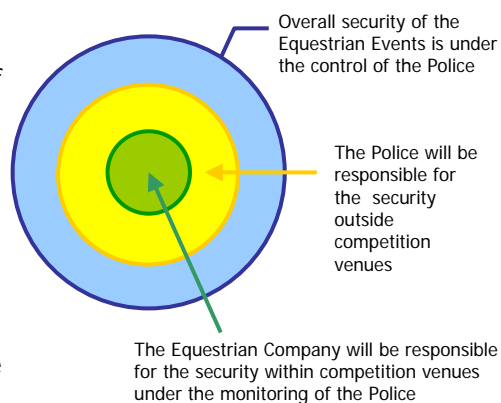 Overall security of the
Equestrian Events is under
the control of the Police
f
The Police will be
responsible for
the security
outside
competition
venues
The Equestrian Company will be responsible
for the security within competition venues
e
under the monitoring of the Police